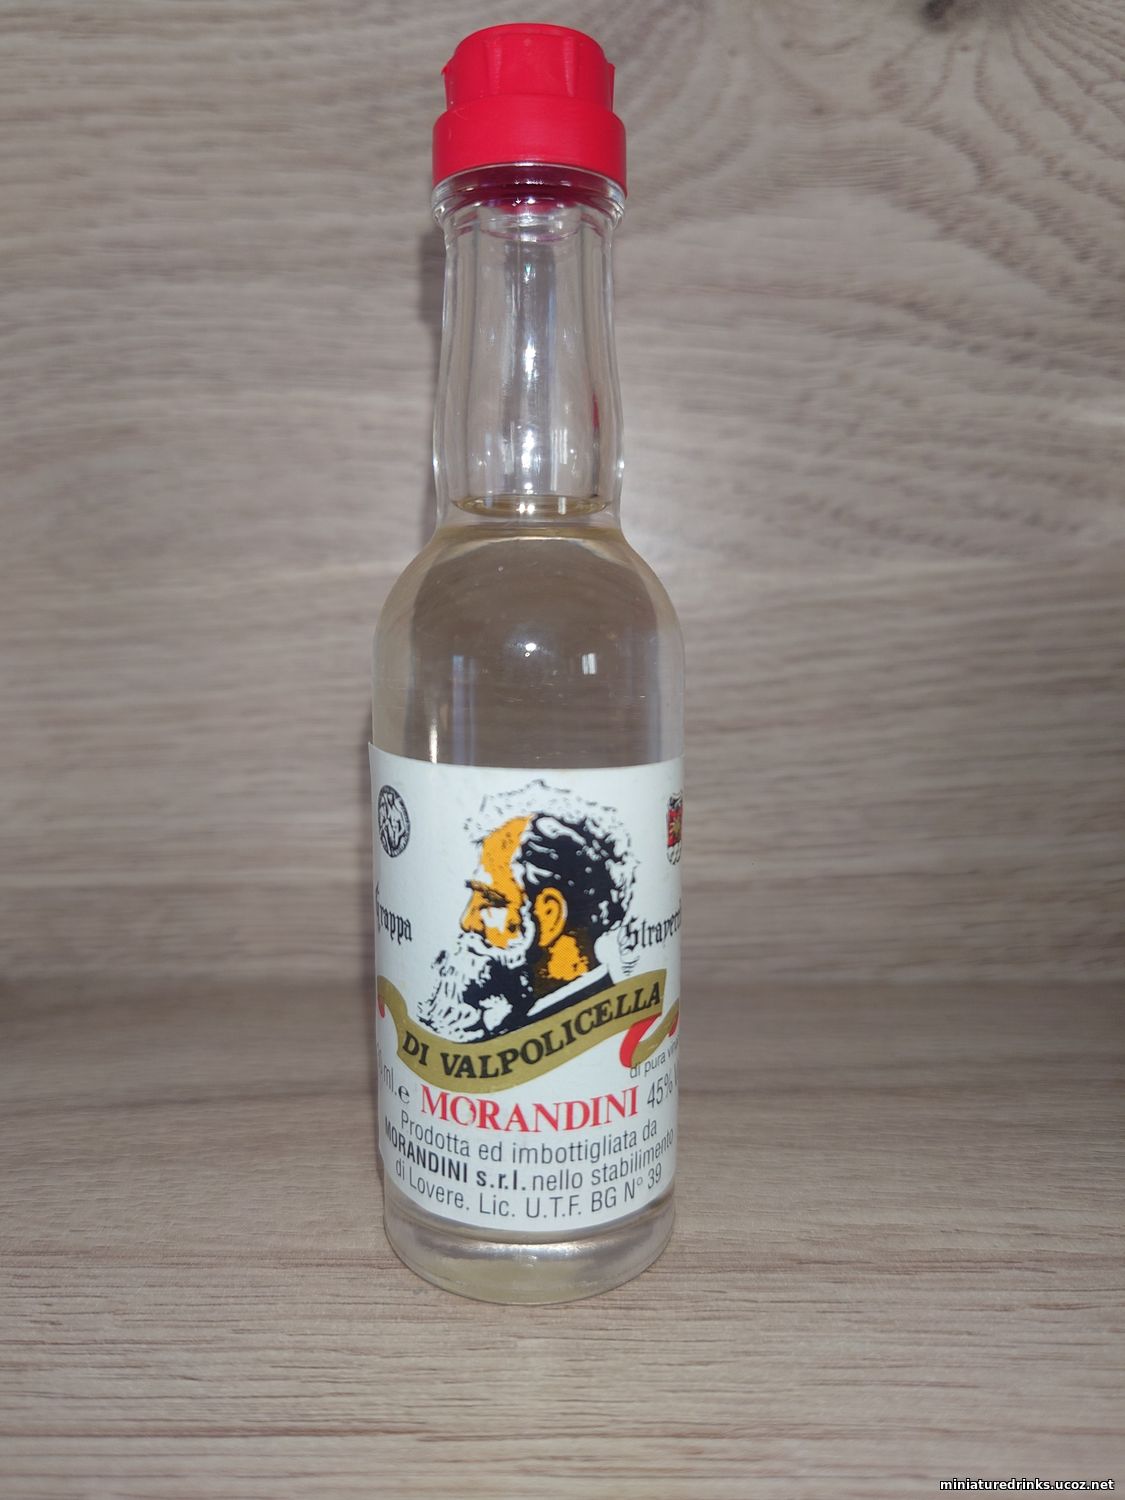 Grappa
DI VALPOLICELLA
di pura
ml. e MORANDINI 45%
Prodotta ed imbottigliata da
MORANDINI s.r.l. nello stabilimento
di Lovere. Lic. U.T.F. BG N° 39
miniaturedrinks.ucoz.net